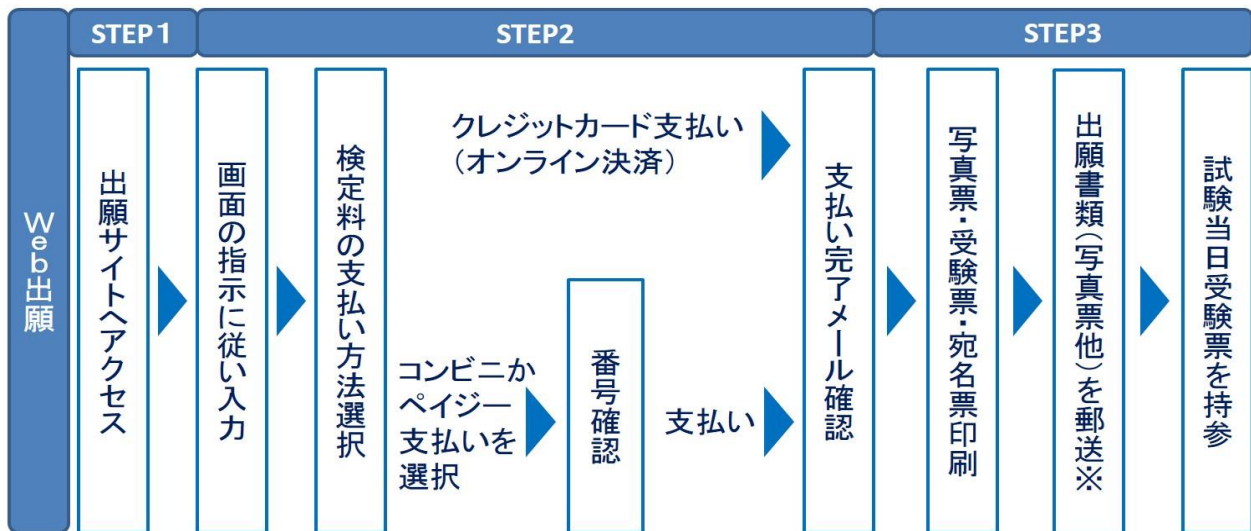 Web出願
STEP1
STEP2
STEP3
出願サイトへアクセス
画面の指示に従い入力
検定料の支払い方法選択
クレジットカード支払い
（オンライン決済）
コンビニか
ペイジー
支払いを
選択
番号確認
支払い
支払い完了メール確認
写真票・受験票・宛名票印刷
出願書類（写真票他）を郵送※
試験当日受験票を持参